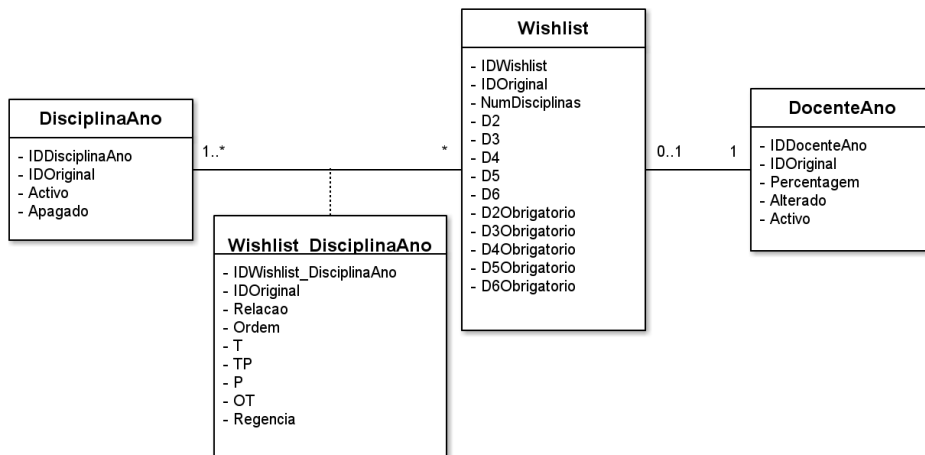 Wishlist
- IDWishlist
- IDOriginal
- NumDisciplinas
- D2
- D3
- D4
- D5
- D6
- D2Obrigatorio
- D3Obrigatorio
- D4Obrigatorio
- D5Obrigatorio
- D6Obrigatorio
DisciplinaAno
- IDDisciplinaAno
- IDOriginal
- Activo
- Apagado
1..*
*
0..1
1
DocenteAno
- IDDocenteAno
- IDOriginal
- Percentagem
- Alterado
- Activo
Wishlist_DisciplinaAno
- IDWishlist_DisciplinaAno
- IDOriginal
- Relacao
- Ordem
- T
- TP
- P
- OT
- Regencia